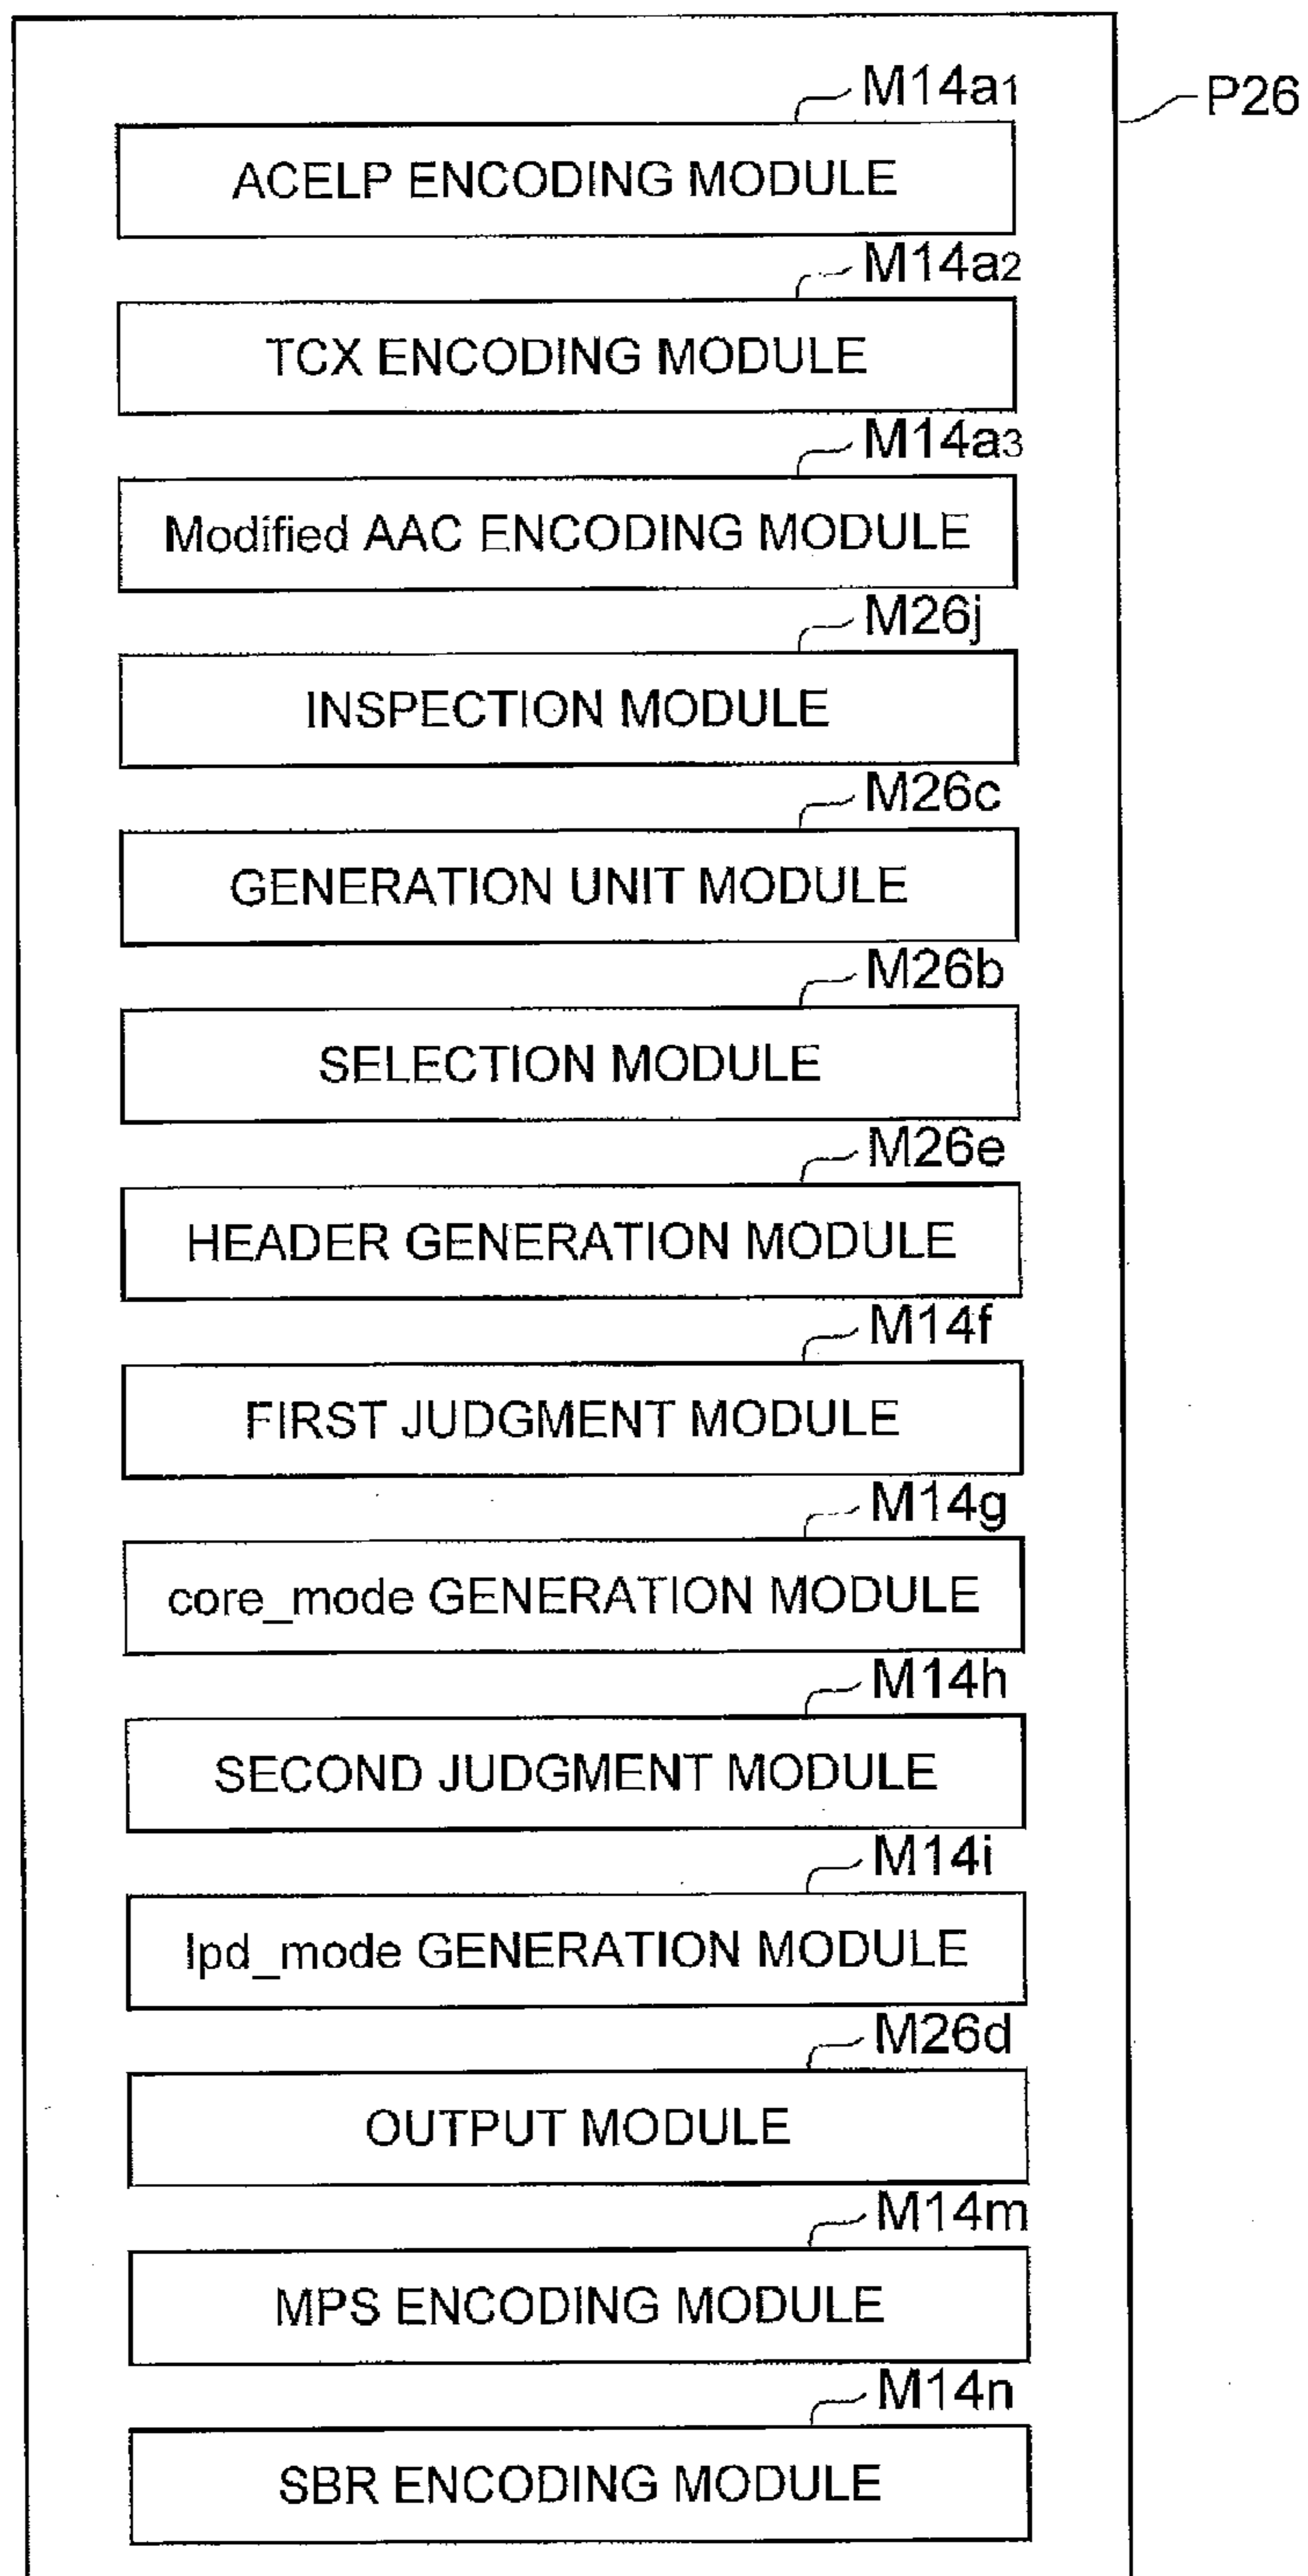 M14a1
P26
ACELP ENCODING MODULE
M14a2
TCX ENCODING MODULE
M14a3
Modified AAC ENCODING MODULE
M26j
INSPECTION MODULE
M26c
GENERATION UNIT MODULE
M26b
SELECTION MODULE
M26e
HEADER GENERATION MODULE
M14f
FIRST JUDGMENT MODULE
M14g
core_mode GENERATION MODULE
M14h
SECOND JUDGMENT MODULE
M14i
lpd_mode GENERATION MODULE
M26d
OUTPUT MODULE
M14m
MPS ENCODING MODULE
M14n
SBR ENCODING MODULE